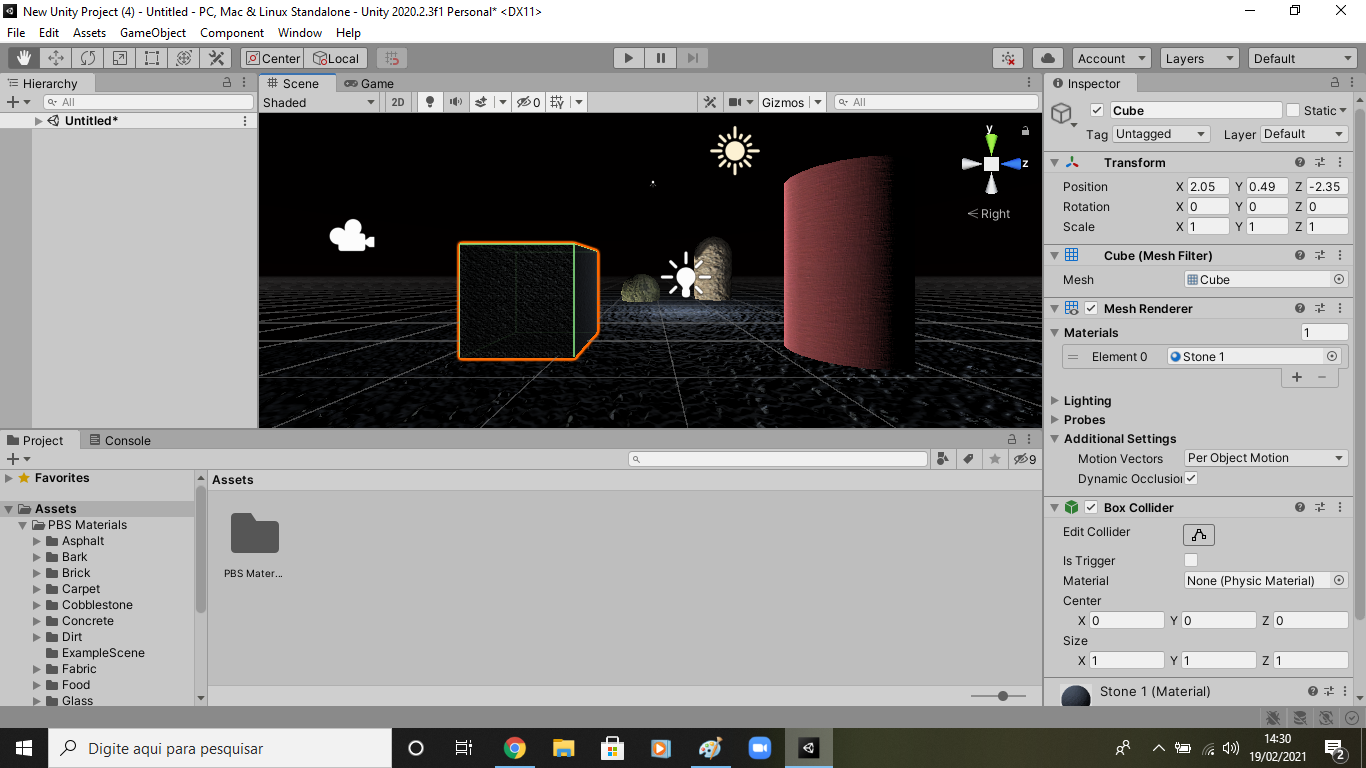 New Unity Project (4) - Untitled - PC, Mac & Linux Standalone - Unity 2020.2.3f1 Personal* <DX11>
File Edit Assets GameObject Component Window Help
Center Local Account Layers Default
Hierarchy
All
Untitled*
Scene Game
Shaded 2D 0 Gizmos All
y
z
Right
Inspector
Cube Static
Tag Untagged Layer Default
Transform
Position X 2.05 Y 0.49 Z -2.35
Rotation X 0 Y 0 Z 0
Scale X 1 Y 1 Z 1
Cube (Mesh Filter)
Mesh Cube
Mesh Renderer
Materials 1
Element 0 Stone 1
Lighting
Probes
Additional Settings
Motion Vectors Per Object Motion
Dynamic Occlusion
Box Collider
Edit Collider
Is Trigger
Material None (Physic Material)
Center
X 0 Y 0 Z 0
Size
X 1 Y 1 Z 1
Stone 1 (Material)
Project Console
9
Favorites
Assets
PBS Materials
Asphalt
Bark
Brick
Carpet
Cobblestone
Concrete
Dirt
ExampleScene
Fabric
Food
Glass
Assets
PBS Mater...
Digite aqui para pesquisar
14:30
19/02/2021
2